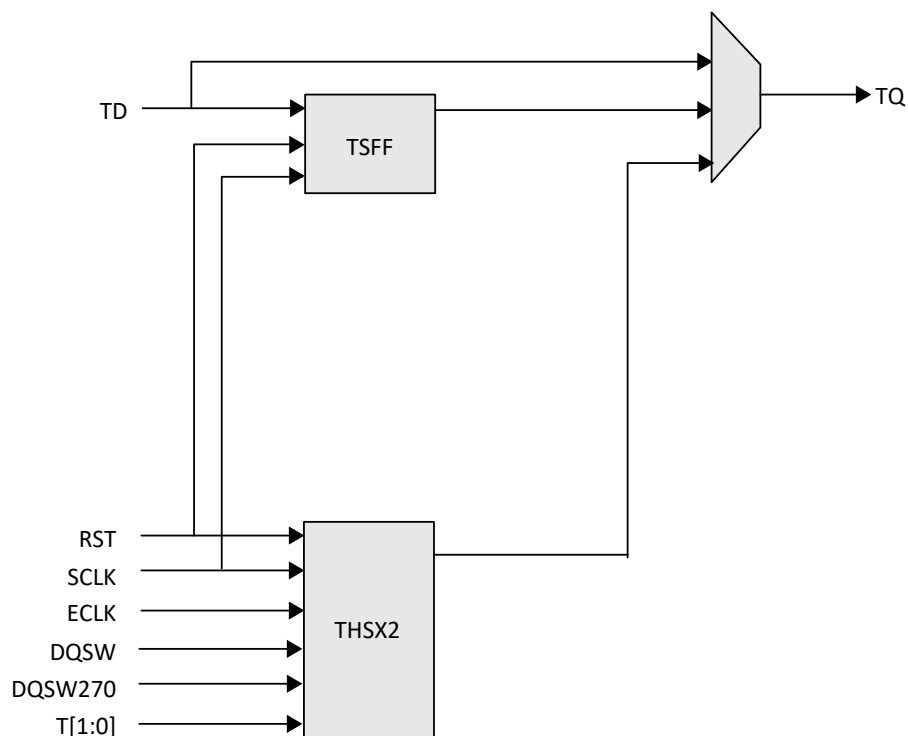 TD
TSFF
TQ
RST
SCLK
ECLK
THSX2
DQSW
DQSW270
T[1:0]